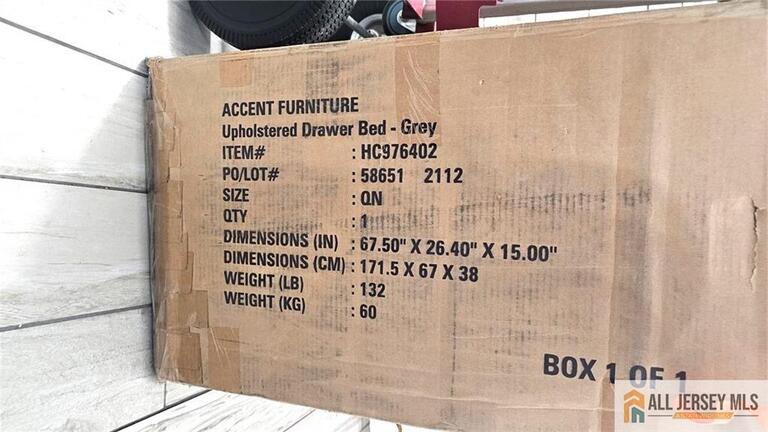 ACCENT FURNITURE
Upholstered Drawer Bed - Grey
ITEM# : HC976402
PO/LOT# : 58651 2112
SIZE : QN
QTY : 1
DIMENSIONS (IN) : 67.50" X 26.40" X 15.00"
DIMENSIONS (CM) : 171.5 X 67 X 38
WEIGHT (LB) : 132
WEIGHT (KG) : 60
BOX 1 OF 1
ALL JERSEY MLS